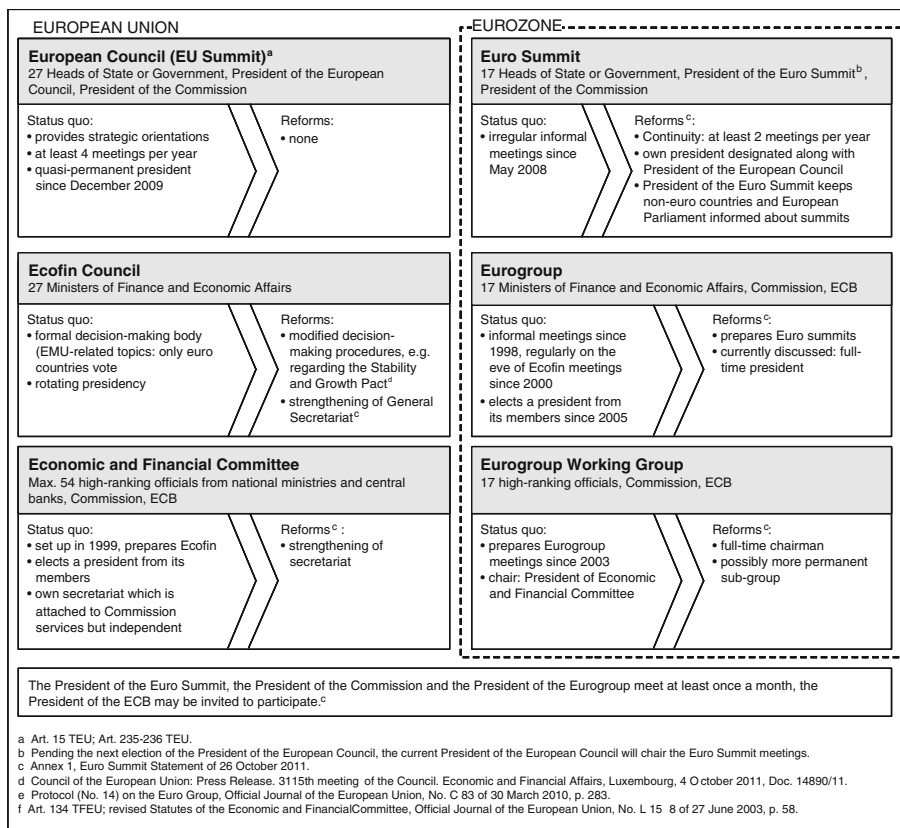 EUROPEAN UNION
European Council (EU Summit)a
27 Heads of State or Government, President of the European
Council, President of the Commission
Status quo:
• provides strategic orientations
• at least 4 meetings per year
• quasi-permanent president
since December 2009
Reforms:
• none
EUROZONE
Euro Summit
17 Heads of State or Government, President of the Euro Summitb ,
President of the Commission
Status quo:
• irregular informal
meetings since
May 2008
Reformsc:
• Continuity: at least 2 meetings per year
• own president designated along with
President of the European Council
• President of the Euro Summit keeps
non-euro countries and European
Parliament informed about summits
Ecofin Council
27 Ministers of Finance and Economic Affairs
Status quo:
• formal decision-making body
(EMU-related topics: only euro
countries vote
• rotating presidency
Reforms:
• modified decision-
making procedures, e.g.
regarding the Stability
and Growth Pactd
• strengthening of General
Secretariatc
Eurogroup
17 Ministers of Finance and Economic Affairs, Commission, ECB
Status quo:
• informal meetings since
1998, regularly on the
eve of Ecofin meetings
since 2000
• elects a president from
its members since 2005
Reformsc:
• prepares Euro summits
• currently discussed: full-
time president
Economic and Financial Committee
Max. 54 high-ranking officials from national ministries and central
banks, Commission, ECB
Status quo:
• set up in 1999, prepares Ecofin
• elects a president from its
members
• own secretariat which is
attached to Commission
services but independent
Reformsc :
• strengthening of
secretariat
Eurogroup Working Group
17 high-ranking officials, Commission, ECB
Status quo:
• prepares Eurogroup
meetings since 2003
• chair: President of Economic
and Financial Committee
Reformsc:
• full-time chairman
• possibly more permanent
sub-group
The President of the Euro Summit, the President of the Commission and the President of the Eurogroup meet at least once a month, the
President of the ECB may be invited to participate.c
a Art. 15 TEU; Art. 235-236 TEU.
b Pending the next election of the President of the European Council, the current President of the European Council will chair the Euro Summit meetings.
c Annex 1, Euro Summit Statement of 26 October 2011.
d Council of the European Union: Press Release. 3115th meeting of the Council. Economic and Financial Affairs, Luxembourg, 4 October 2011, Doc. 14890/11.
e Protocol (No. 14) on the Euro Group, Official Journal of the European Union, No. C 83 of 30 March 2010, p. 283.
f Art. 134 TFEU; revised Statutes of the Economic and FinancialCommittee, Official Journal of the European Union, No. L 15 8 of 27 June 2003, p. 58.